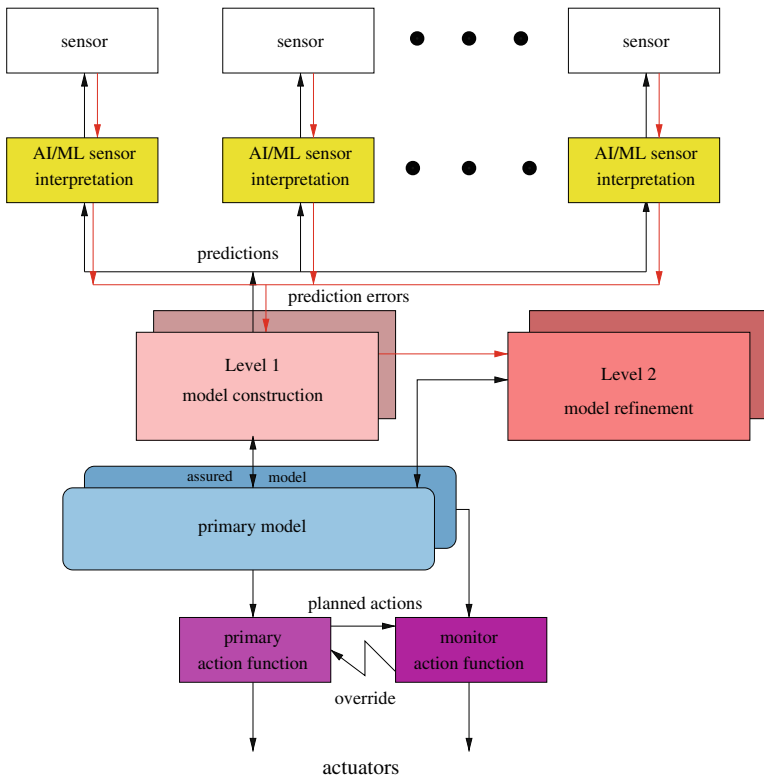 sensor
sensor
sensor
AI/ML sensor
interpretation
AI/ML sensor
interpretation
AI/ML sensor
interpretation
predictions
prediction errors
Level 1
model construction
Level 2
model refinement
assured model
primary model
planned actions
primary
action function
monitor
action function
override
actuators